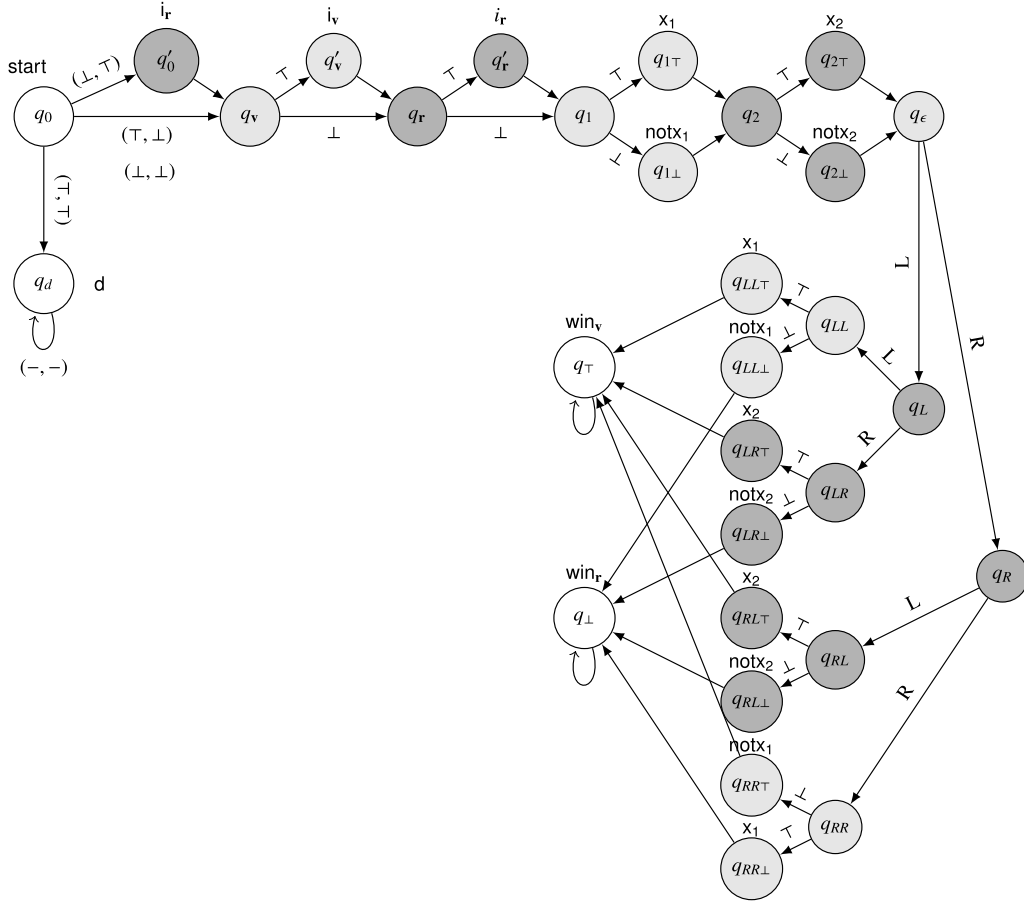 i_r
i_v
i_r
x_1
x_2
start
(⊥, ⊤)
q'_0
⊤
q'_v
⊤
q'_r
⊤
q_{1⊤}
⊤
q_{2⊤}
q_0
(⊤, ⊥)
(⊥, ⊥)
q_v
⊥
q_r
⊥
q_1
q_2
q_ϵ
⊥
notx_1
q_{1⊥}
⊥
notx_2
q_{2⊥}
(⊤, ⊤)
q_d
d
(−, −)
L
R
x_1
q_{LL⊤}
⊤
notx_1
⊥
q_{LL}
q_{LL⊥}
L
win_v
q_⊤
q_L
x_2
q_{LR⊤}
⊤
R
notx_2
⊥
q_{LR}
q_{LR⊥}
win_r
q_⊥
x_2
q_{RL⊤}
⊤
L
q_R
notx_2
⊥
q_{RL}
q_{RL⊥}
R
notx_1
q_{RR⊤}
⊥
x_1
⊤
q_{RR}
q_{RR⊥}